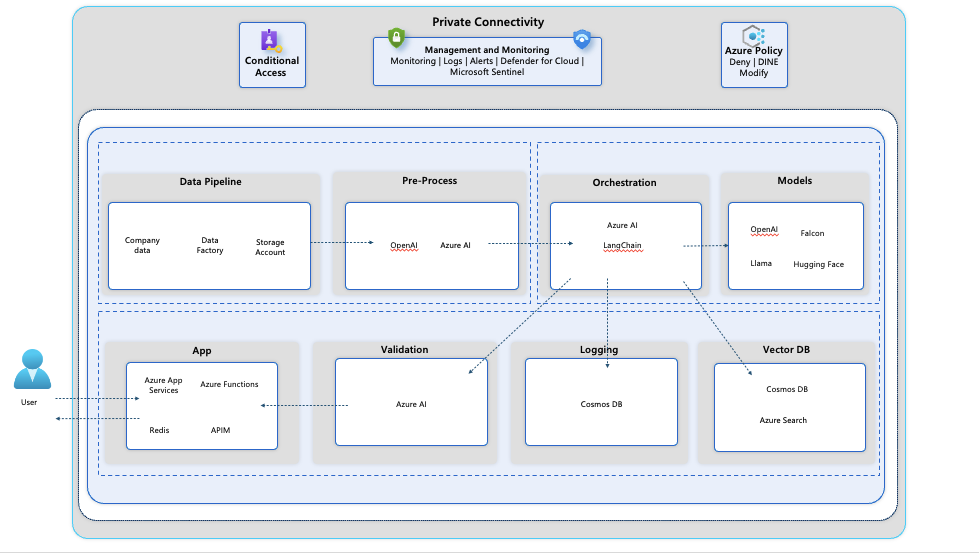 Private Connectivity
Conditional
Access
Management and Monitoring
Monitoring | Logs | Alerts | Defender for Cloud |
Microsoft Sentinel
Azure Policy
Deny | DINE
Modify
Data Pipeline
Company
data
Data
Factory
Storage
Account
Pre-Process
OpenAI
Azure AI
Orchestration
Azure AI
LangChain
Models
OpenAI
Falcon
Llama
Hugging Face
User
App
Azure App
Services
Azure Functions
Redis
APIM
Validation
Azure AI
Logging
Cosmos DB
Vector DB
Cosmos DB
Azure Search